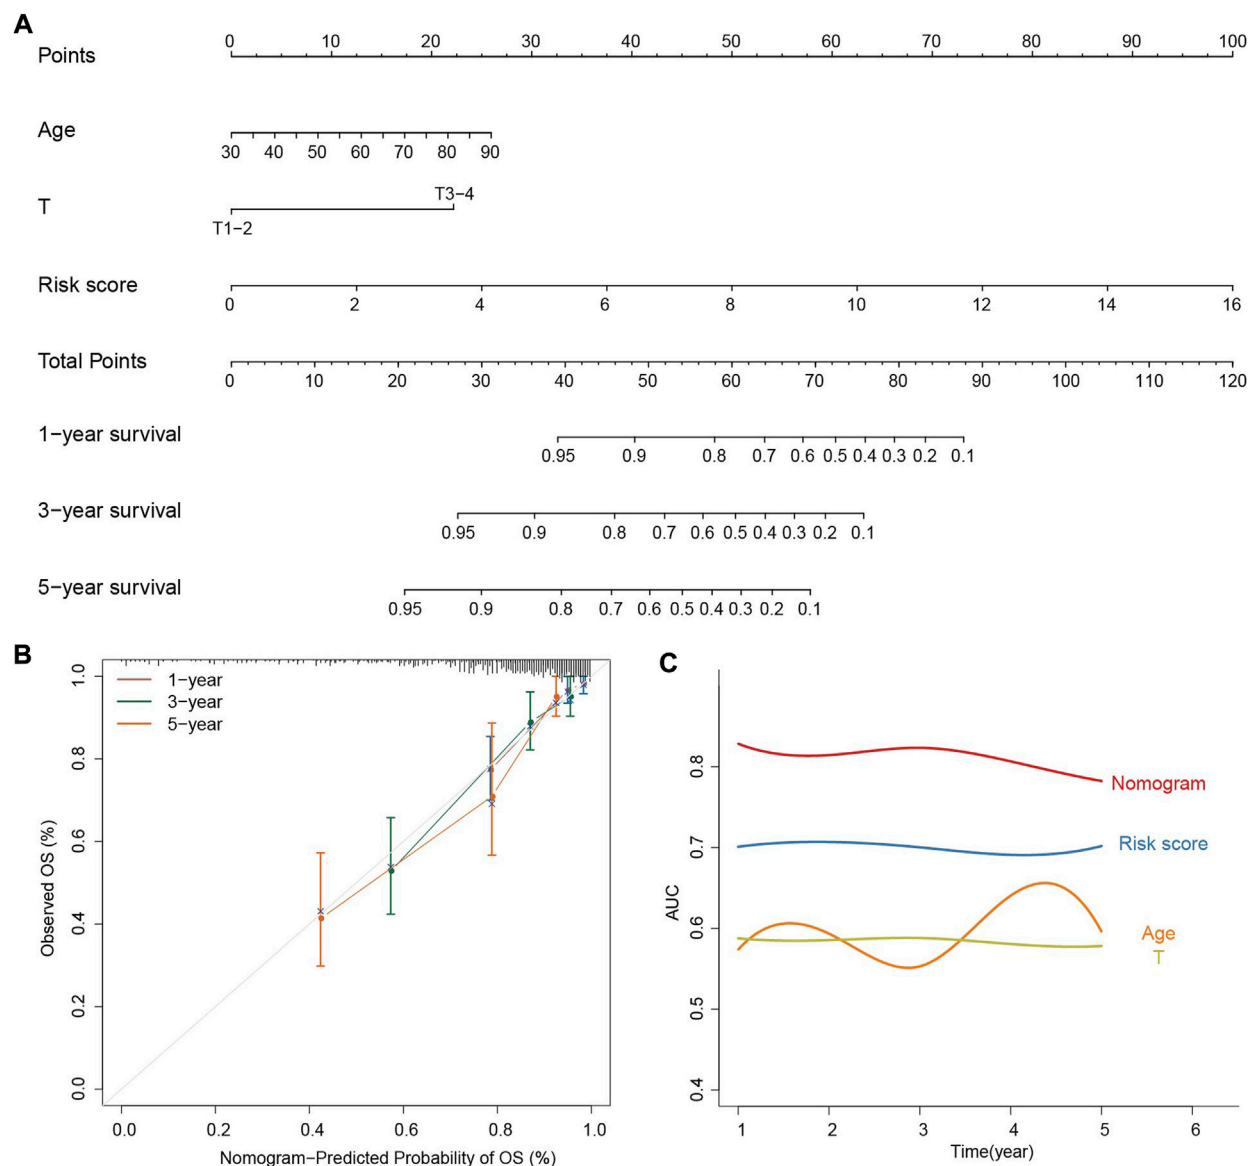 A
Points
0 10 20 30 40 50 60 70 80 90 100
Age
30 40 50 60 70 80 90
T
T3−4
T1−2
Risk score
0 2 4 6 8 10 12 14 16
Total Points
0 10 20 30 40 50 60 70 80 90 100 110 120
1−year survival
0.95 0.9 0.8 0.7 0.6 0.5 0.4 0.3 0.2 0.1
3−year survival
0.95 0.9 0.8 0.7 0.6 0.5 0.4 0.3 0.2 0.1
5−year survival
0.95 0.9 0.8 0.7 0.6 0.5 0.4 0.3 0.2 0.1
B
1−year
3−year
5−year
Observed OS (%)
1.0
0.8
0.6
0.4
0.2
0.0
0.0 0.2 0.4 0.6 0.8 1.0
Nomogram−Predicted Probability of OS (%)
C
AUC
0.8
0.7
0.6
0.5
0.4
Nomogram
Risk score
Age
T
1 2 3 4 5 6
Time(year)